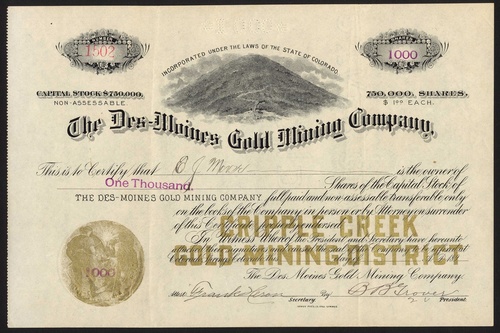 NUMBER
1502
SHARES
1000
INCORPORATED UNDER THE LAWS OF THE STATE OF COLORADO.
CAPITAL STOCK $750,000.
NON-ASSESSABLE.
750,000. SHARES.
$1.00 EACH.
The Des-Moines Gold Mining Company,
This is to Certify that E J Moore is the owner of
One Thousand Shares of the Capital Stock of
THE DES-MOINES GOLD MINING COMPANY full paid and non-assessable transferable only
on the books of the Company in person or by Attorney on surrender of
this Certificate properly endorsed.
CRIPPLE CREEK
GOLD MINING DISTRICT
In Witness Whereof the President and Secretary have hereunto
The Des Moines Gold Mining Company
1000
Secretary
By
President